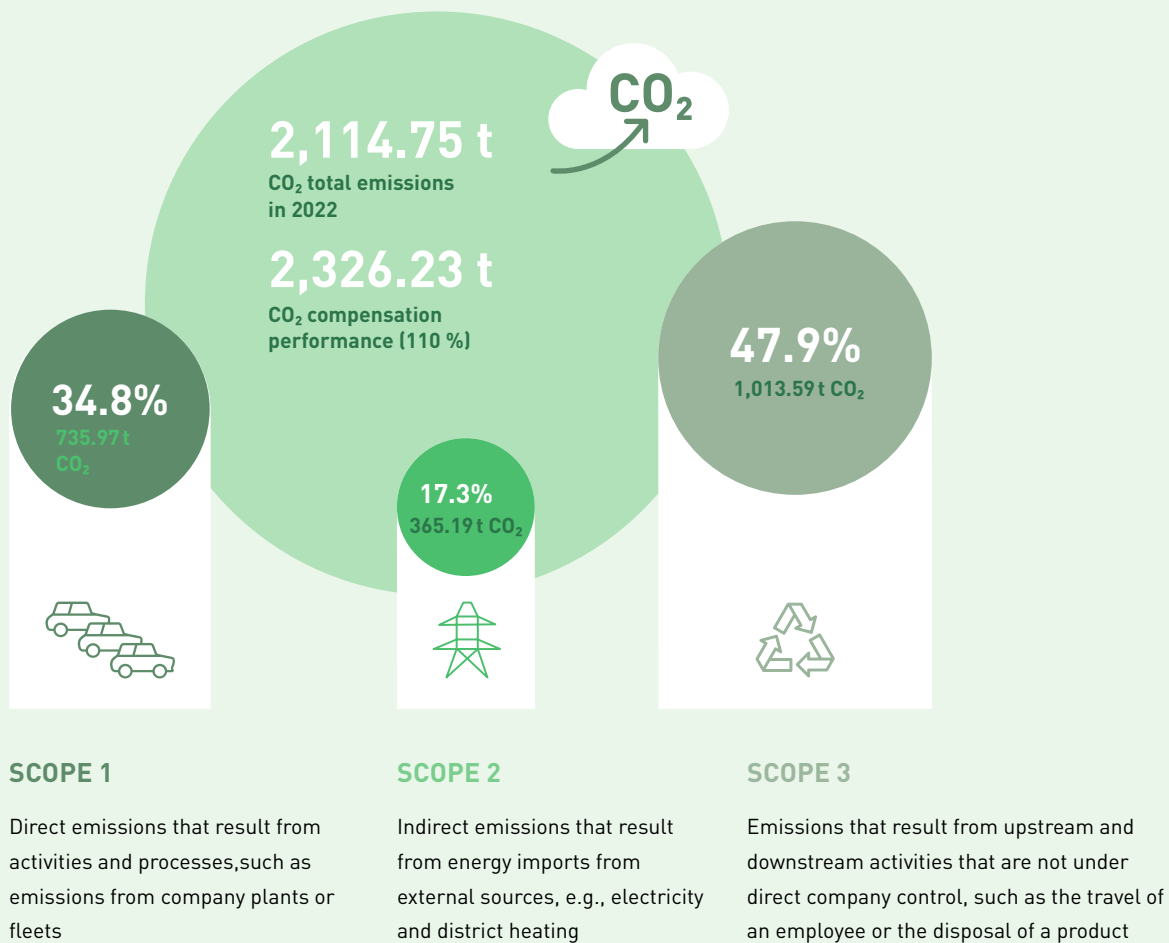 CO₂
2,114.75 t
CO₂ total emissions
in 2022
2,326.23 t
CO₂ compensation
performance (110 %)
34.8%
735.97 t
CO₂
17.3%
365.19 t CO₂
47.9%
1,013.59 t CO₂
SCOPE 1
Direct emissions that result from
activities and processes,such as
emissions from company plants or
fleets
SCOPE 2
Indirect emissions that result
from energy imports from
external sources, e.g., electricity
and district heating
SCOPE 3
Emissions that result from upstream and
downstream activities that are not under
direct company control, such as the travel of
an employee or the disposal of a product